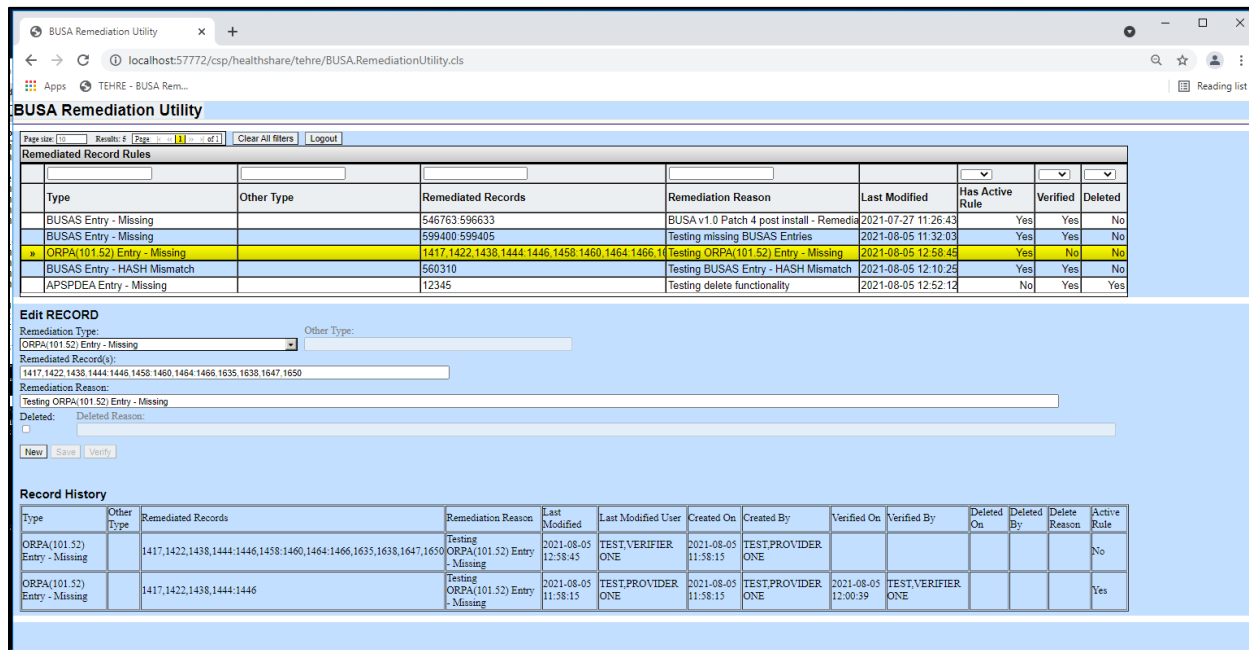 BUSA Remediation Utility
localhost:57772/csp/healthshare/tehre/BUSA.RemediationUtility.cls
Apps TEHRE - BUSA Rem... Reading list
BUSA Remediation Utility
Page size: 10 Results: 5 Page: |< << 1 >> >| of 1 Clear All filters Logout
Remediated Record Rules
Type Other Type Remediated Records Remediation Reason Last Modified Has Active Rule Verified Deleted
BUSAS Entry - Missing 546763:596633 BUSA v1.0 Patch 4 post install - Remedia 2021-07-27 11:26:43 Yes Yes No
BUSAS Entry - Missing 599400:599405 Testing missing BUSAS Entries 2021-08-05 11:32:03 Yes Yes No
» ORPA(101.52) Entry - Missing 1417,1422,1438,1444:1446,1458:1460,1464:1466,16 Testing ORPA(101.52) Entry - Missing 2021-08-05 12:58:45 Yes No No
BUSAS Entry - HASH Mismatch 560310 Testing BUSAS Entry - HASH Mismatch 2021-08-05 12:10:25 Yes Yes No
APSPDEA Entry - Missing 12345 Testing delete functionality 2021-08-05 12:52:12 No Yes Yes
Edit RECORD
Remediation Type: Other Type:
ORPA(101.52) Entry - Missing
Remediated Record(s):
1417,1422,1438,1444:1446,1458:1460,1464:1466,1635,1638,1647,1650
Remediation Reason:
Testing ORPA(101.52) Entry - Missing
Deleted: Deleted Reason:
New Save Verify
Record History
Type Other Type Remediated Records Remediation Reason Last Modified Last Modified User Created On Created By Verified On Verified By Deleted On Deleted By Delete Reason Active Rule
ORPA(101.52) Entry - Missing 1417,1422,1438,1444:1446,1458:1460,1464:1466,1635,1638,1647,1650 Testing ORPA(101.52) Entry - Missing 2021-08-05 12:58:45 TEST,VERIFIER ONE 2021-08-05 11:58:15 TEST,PROVIDER ONE No
ORPA(101.52) Entry - Missing 1417,1422,1438,1444:1446 Testing ORPA(101.52) Entry - Missing 2021-08-05 11:58:15 TEST,PROVIDER ONE 2021-08-05 11:58:15 TEST,PROVIDER ONE 2021-08-05 12:00:39 TEST,VERIFIER ONE Yes